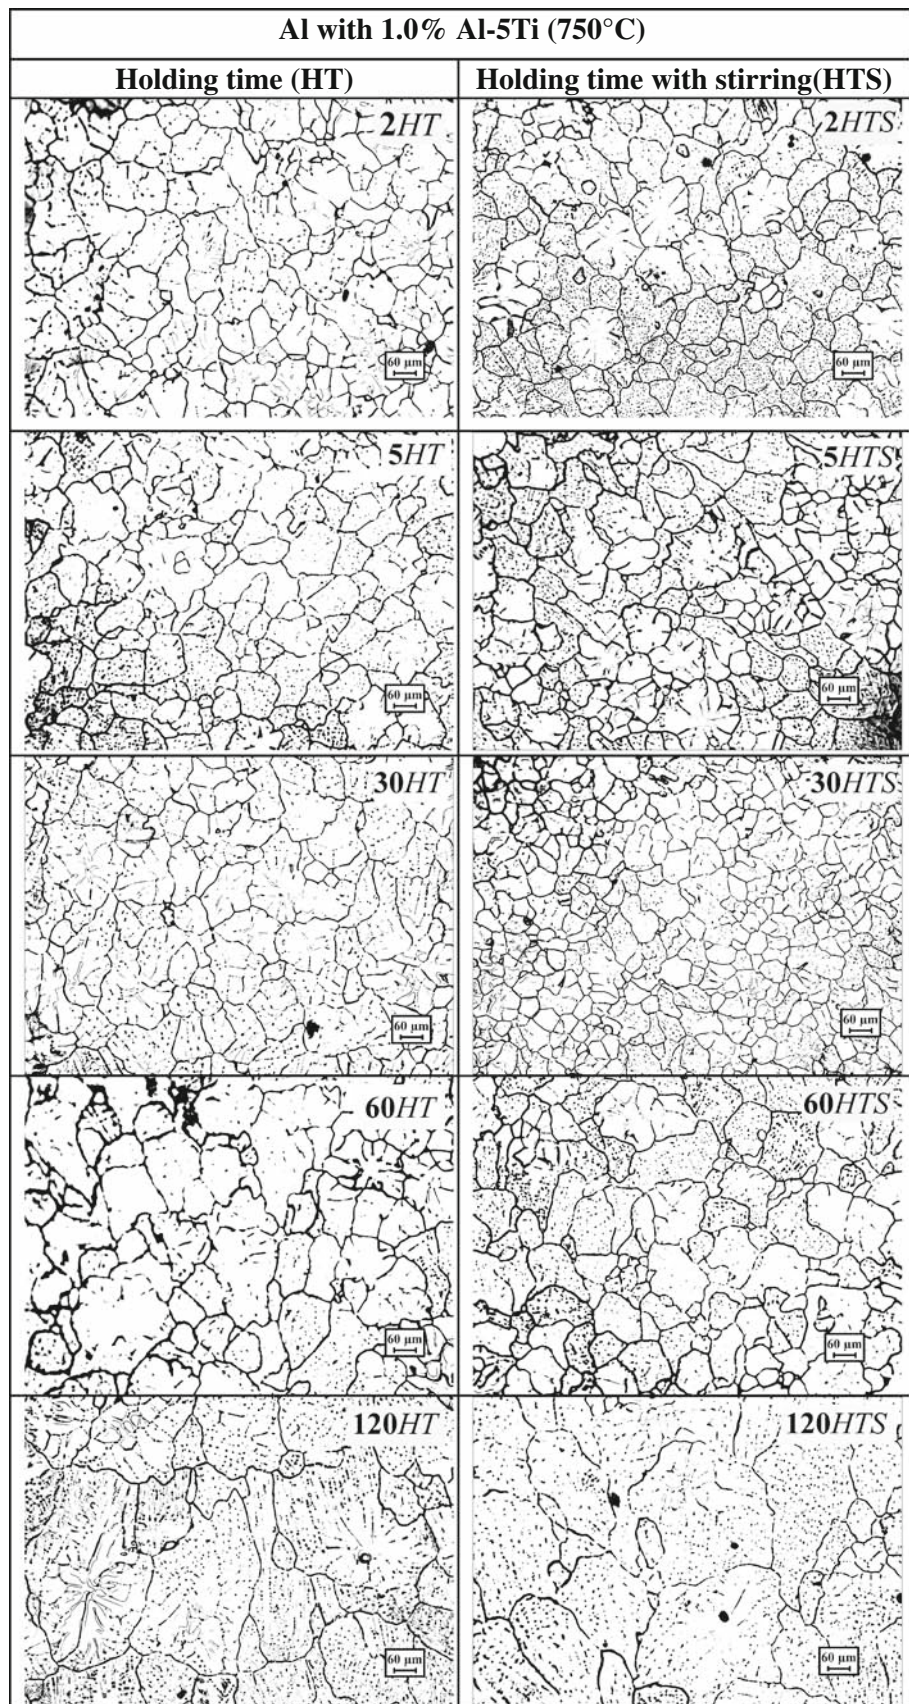 Al with 1.0% Al-5Ti (750°C)
Holding time (HT)
Holding time with stirring(HTS)
2HT
2HTS
60 µm
60 µm
5HT
5HTS
60 µm
60 µm
30HT
30HTS
60 µm
60 µm
60HT
60HTS
60 µm
60 µm
120HT
120HTS
60 µm
60 µm